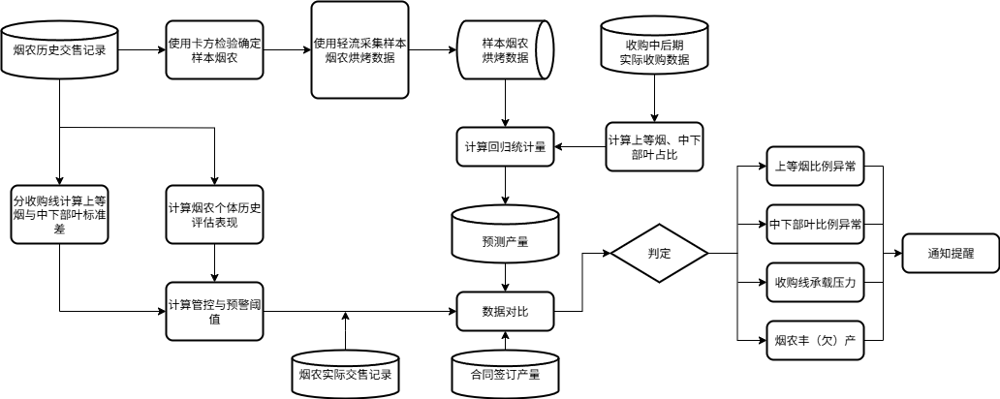 烟农历史交售记录
使用卡方检验确定
样本烟农
使用轻流采集样本
烟农烘烤数据
样本烟农
烘烤数据
收购中后期
实际收购数据
计算回归统计量
计算上等烟、中下
部叶占比
分收购线计算上等
烟与中下部叶标准
差
计算烟农个体历史
评估表现
预测产量
判定
上等烟比例异常
中下部叶比例异常
收购线承载压力
烟农丰（欠）产
通知提醒
计算管控与预警阈
值
数据对比
烟农实际交售记录
合同签订产量